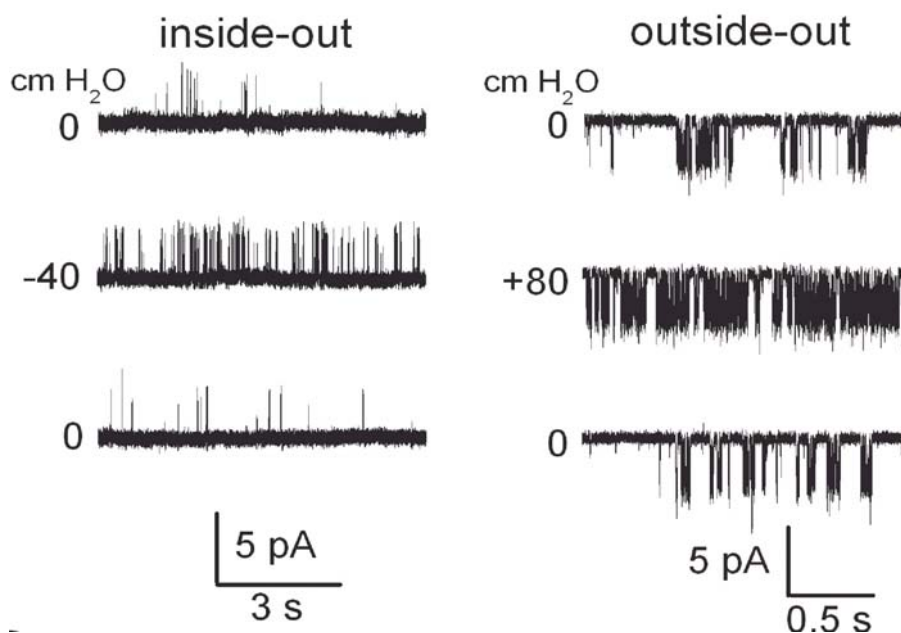 inside-out
cm H₂O
0
-40
0
5 pA
3 s
outside-out
cm H₂O
0
+80
0
5 pA
0.5 s